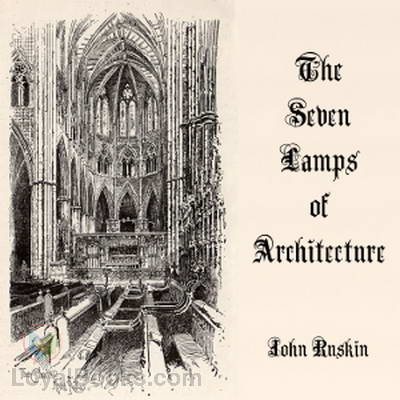 The
Seven
Lamps
of
Architecture
John Ruskin
LoyalBooks.com